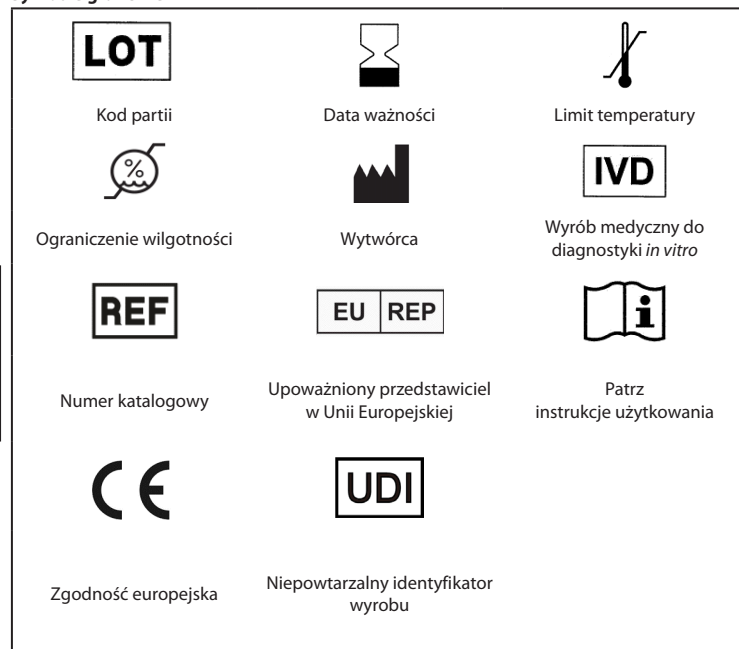 LOT
Kod partii
Data ważności
Limit temperatury
%
Ograniczenie wilgotności
Wytwórca
IVD
Wyrób medyczny do
diagnostyki in vitro
REF
Numer katalogowy
EU REP
Upoważniony przedstawiciel
w Unii Europejskiej
i
Patrz
instrukcje użytkowania
CE
Zgodność europejska
UDI
Niepowtarzalny identyfikator
wyrobu